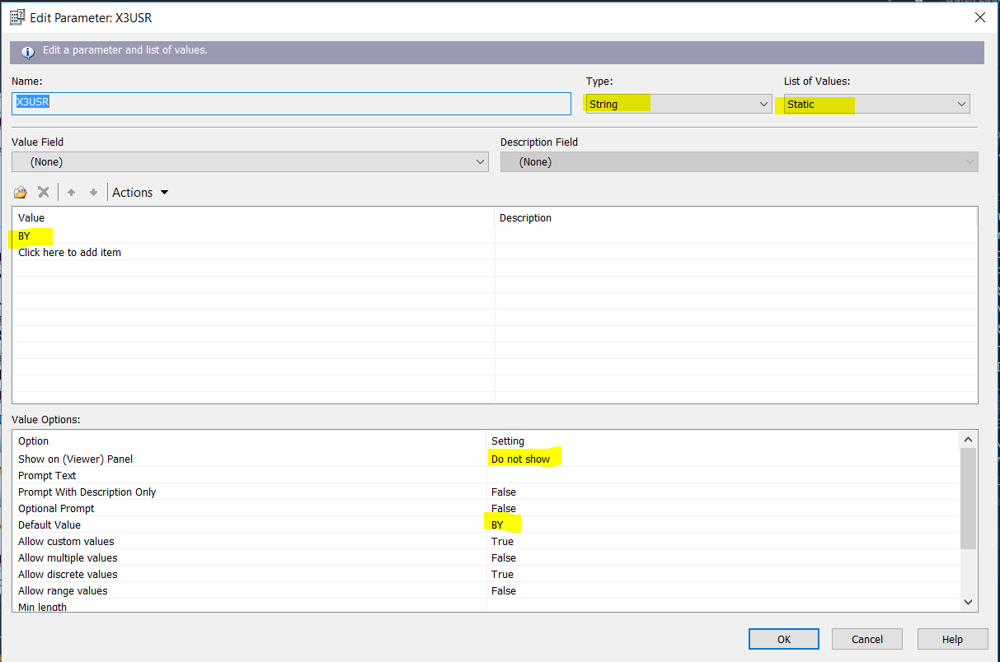 Edit Parameter: X3USR
Edit a parameter and list of values.
Name: Type: List of Values:
X3USR String Static
Value Field Description Field
(None) (None)
Actions
Value Description
BY
Click here to add item
Value Options:
Option Setting
Show on (Viewer) Panel Do not show
Prompt Text
Prompt With Description Only False
Optional Prompt False
Default Value BY
Allow custom values True
Allow multiple values False
Allow discrete values True
Allow range values False
Min length
OK Cancel Help